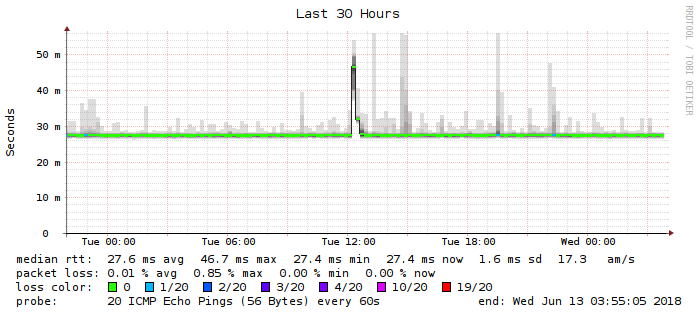 Last 30 Hours
RRDTOOL / TOBI OETIKER
Seconds
50 m
40 m
30 m
20 m
10 m
0
Tue 00:00 Tue 06:00 Tue 12:00 Tue 18:00 Wed 00:00
median rtt: 27.6 ms avg 46.7 ms max 27.4 ms min 27.4 ms now 1.6 ms sd 17.3 am/s
packet loss: 0.01 % avg 0.85 % max 0.00 % min 0.00 % now
loss color: 0 1/20 2/20 3/20 4/20 10/20 19/20
probe: 20 ICMP Echo Pings (56 Bytes) every 60s end: Wed Jun 13 03:55:05 2018